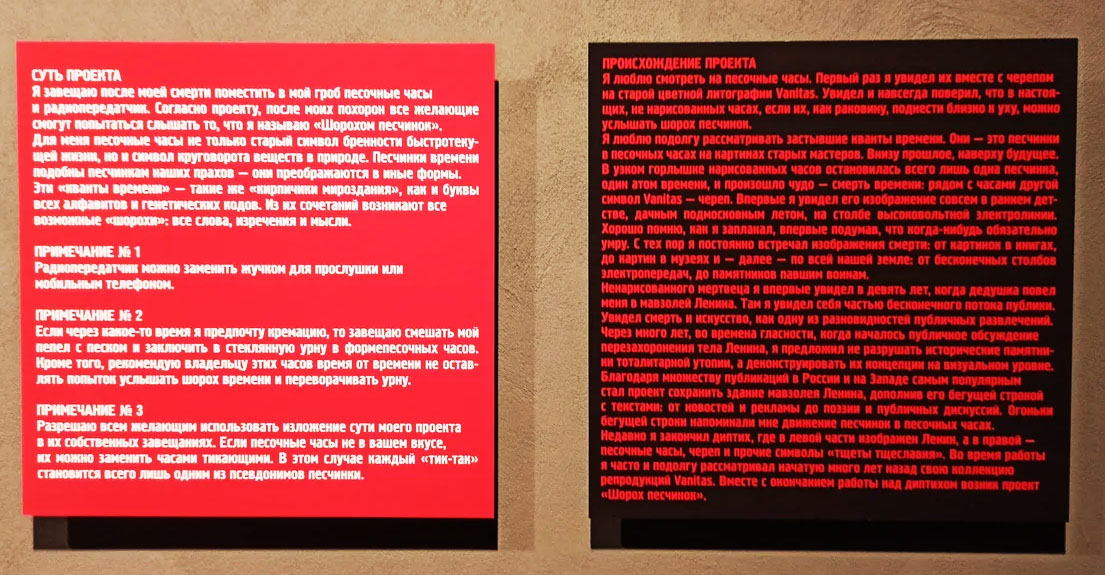 СУТЬ ПРОЕКТА
Я завещаю после моей смерти поместить в мой гроб песочные часы
и радиопередатчик. Согласно проекту, после моих похорон все желающие
смогут попытаться слышать то, что я называю «Шорохом песчинок».
Для меня песочные часы не только старый символ бренности быстротеку-
щей жизни, но и символ круговорота веществ в природе. Песчинки времени
подобны песчинкам наших прахов — они преображаются в иные формы.
Эти «кванты времени» — такие же «кирпичики мироздания», как и буквы
всех алфавитов и генетических кодов. Из их сочетаний возникают все
возможные «шорохи»: все слова, изречения и мысли.
ПРИМЕЧАНИЕ № 1
Радиопередатчик можно заменить жучком для прослушки или
мобильным телефоном.
ПРИМЕЧАНИЕ № 2
Если через какое-то время я предпочту кремацию, то завещаю смешать мой
пепел с песком и заключить в стеклянную урну в формепесочных часов.
Кроме того, рекомендую владельцу этих часов время от времени не остав-
лять попыток услышать шорох времени и переворачивать урну.
ПРИМЕЧАНИЕ № 3
Разрешаю всем желающим использовать изложение сути моего проекта
в их собственных завещаниях. Если песочные часы не в вашем вкусе,
их можно заменить часами тикающими. В этом случае каждый «тик-так»
становится всего лишь одним из псевдонимов песчинки.
ПРОИСХОЖДЕНИЕ ПРОЕКТА
Я люблю смотреть на песочные часы. Первый раз я увидел их вместе с черепом
на старой цветной литографии Vanitas. Увидел и навсегда поверил, что в настоя-
щих, не нарисованных часах, если их, как раковину, поднести близко к уху, можно
услышать шорох песчинок.
Я люблю подолгу рассматривать застывшие кванты времени. Они — это песчинки
в песочных часах на картинах старых мастеров. Внизу прошлое, наверху будущее.
В узком горлышке нарисованных часов остановилась всего лишь одна песчинка,
один атом времени, и произошло чудо — смерть времени: рядом с часами другой
символ Vanitas — череп. Впервые я увидел его изображение совсем в раннем дет-
стве, дачным подмосковным летом, на столбе высоковольтной электролинии.
Хорошо помню, как я заплакал, впервые подумав, что когда-нибудь обязательно
умру. С тех пор я постоянно встречал изображения смерти: от картинок в книгах,
до картин в музеях и — далее — по всей нашей земле: от бесконечных столбов
электропередач, до памятников павшим воинам.
Ненарисованного мертвеца я впервые увидел в девять лет, когда дедушка повел
меня в мавзолей Ленина. Там я увидел себя частью бесконечного потока публики.
Увидел смерть и искусство, как одну из разновидностей публичных развлечений.
Через много лет, во времена гласности, когда началось публичное обсуждение
перезахоронения тела Ленина, я предложил не разрушать исторические памятни-
ки тоталитарной утопии, а деконструировать их концепции на визуальном уровне.
Благодаря множеству публикаций в России и на Западе самым популярным
стал проект сохранить здание мавзолея Ленина, дополнив его бегущей строкой
с текстами: от новостей и рекламы до поэзии и публичных дискуссий. Огоньки
бегущей строки напоминали мне движение песчинок в песочных часах.
Недавно я закончил диптих, где в левой части изображен Ленин, а в правой —
песочные часы, череп и прочие символы «тщеты тщеславия». Во время работы
я часто и подолгу рассматривал начатую много лет назад свою коллекцию
репродукций Vanitas. Вместе с окончанием работы над диптихом возник проект
«Шорох песчинок».